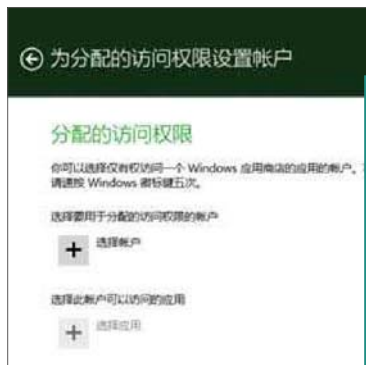 为分配的访问权限设置帐户
分配的访问权限
你可以选择仅有权访问一个 Windows 应用商店的应用的帐户。
请速按 Windows 徽标键五次。
选择要用于分配的访问权限的帐户
选择帐户
选择此帐户可以访问的应用
选择应用